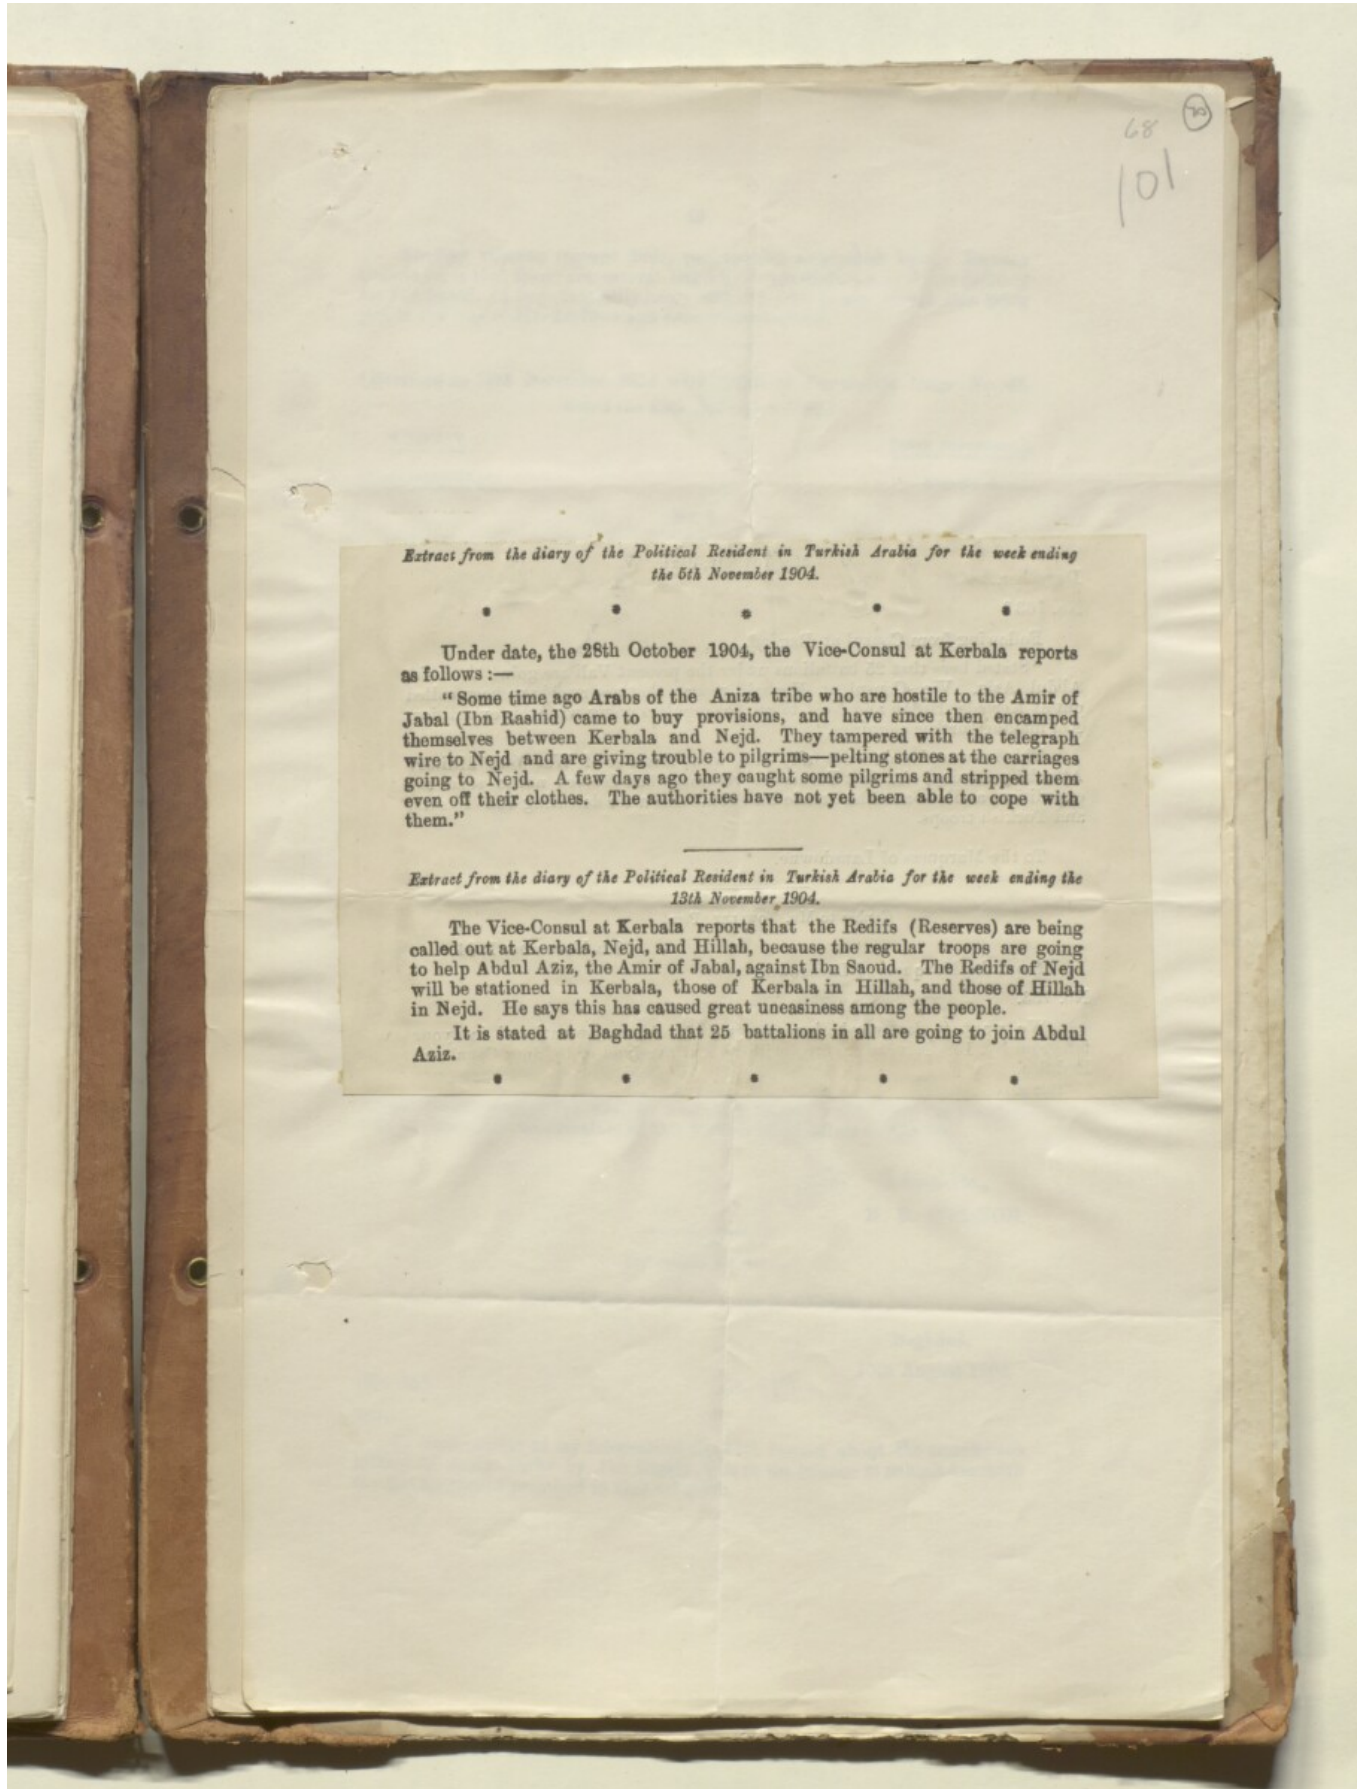 68
101
Extract from the diary of the Political Resident in Turkish Arabia for the week ending
the 5th November 1904.
Under date, the 28th October 1904, the Vice-Consul at Kerbala reports
as follows :—
“Some time ago Arabs of the Aniza tribe who are hostile to the Amir of
Jabal (Ibn Rashid) came to buy provisions, and have since then encamped
themselves between Kerbala and Nejd. They tampered with the telegraph
wire to Nejd and are giving trouble to pilgrims—pelting stones at the carriages
going to Nejd. A few days ago they caught some pilgrims and stripped them
even off their clothes. The authorities have not yet been able to cope with
them.”
Extract from the diary of the Political Resident in Turkish Arabia for the week ending the
13th November 1904.
The Vice-Consul at Kerbala reports that the Redifs (Reserves) are being
called out at Kerbala, Nejd, and Hillah, because the regular troops are going
to help Abdul Aziz, the Amir of Jabal, against Ibn Saoud. The Redifs of Nejd
will be stationed in Kerbala, those of Kerbala in Hillah, and those of Hillah
in Nejd. He says this has caused great uneasiness among the people.
It is stated at Baghdad that 25 battalions in all are going to join Abdul
Aziz.